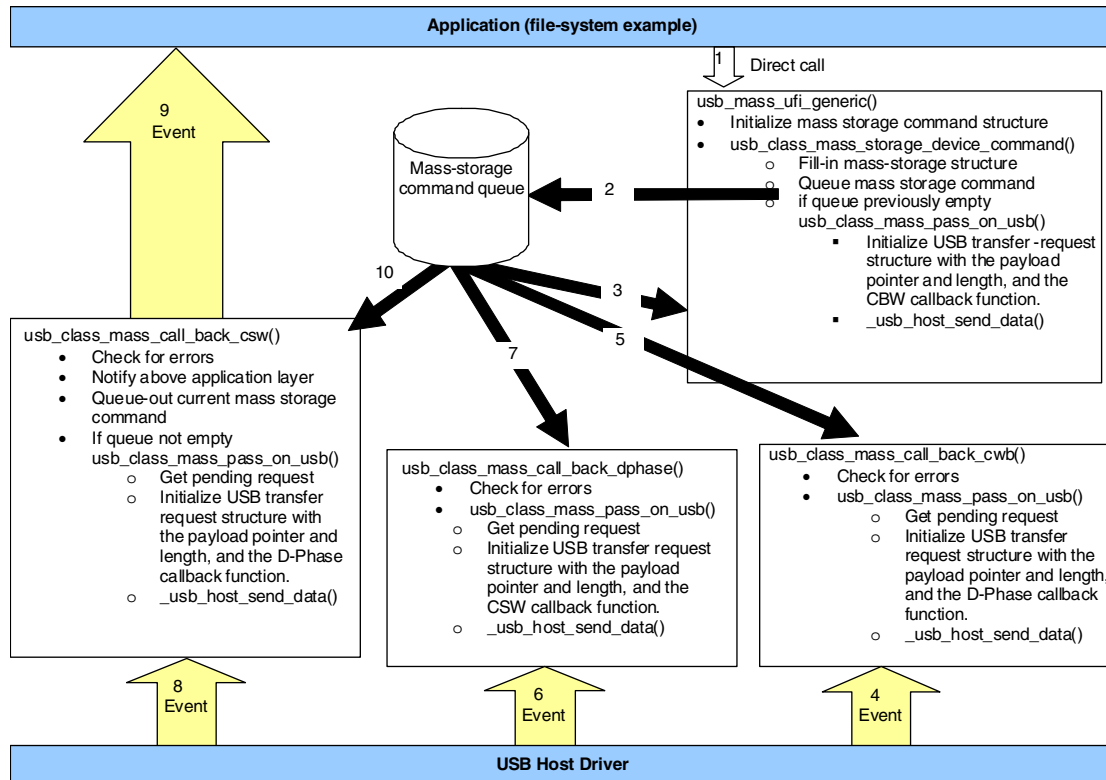 Application (file-system example)
1
Direct call
usb_mass_ufi_generic()
• Initialize mass storage command structure
• usb_class_mass_storage_device_command()
o Fill-in mass-storage structure
o Queue mass storage command
o if queue previously empty
usb_class_mass_pass_on_usb()
▪ Initialize USB transfer -request
structure with the payload
pointer and length, and the
CBW callback function.
▪ _usb_host_send_data()
9
Event
Mass-storage
command queue
2
10
3
5
7
usb_class_mass_call_back_csw()
• Check for errors
• Notify above application layer
• Queue-out current mass storage
command
• If queue not empty
usb_class_mass_pass_on_usb()
o Get pending request
o Initialize USB transfer
request structure with
the payload pointer and
length, and the D-Phase
callback function.
o _usb_host_send_data()
usb_class_mass_call_back_dphase()
• Check for errors
• usb_class_mass_pass_on_usb()
o Get pending request
o Initialize USB transfer request
structure with the payload
pointer and length, and the
CSW callback function.
o _usb_host_send_data()
usb_class_mass_call_back_cwb()
• Check for errors
• usb_class_mass_pass_on_usb()
o Get pending request
o Initialize USB transfer
request structure with the
payload pointer and length,
and the D-Phase callback
function.
o _usb_host_send_data()
8
Event
6
Event
4
Event
USB Host Driver